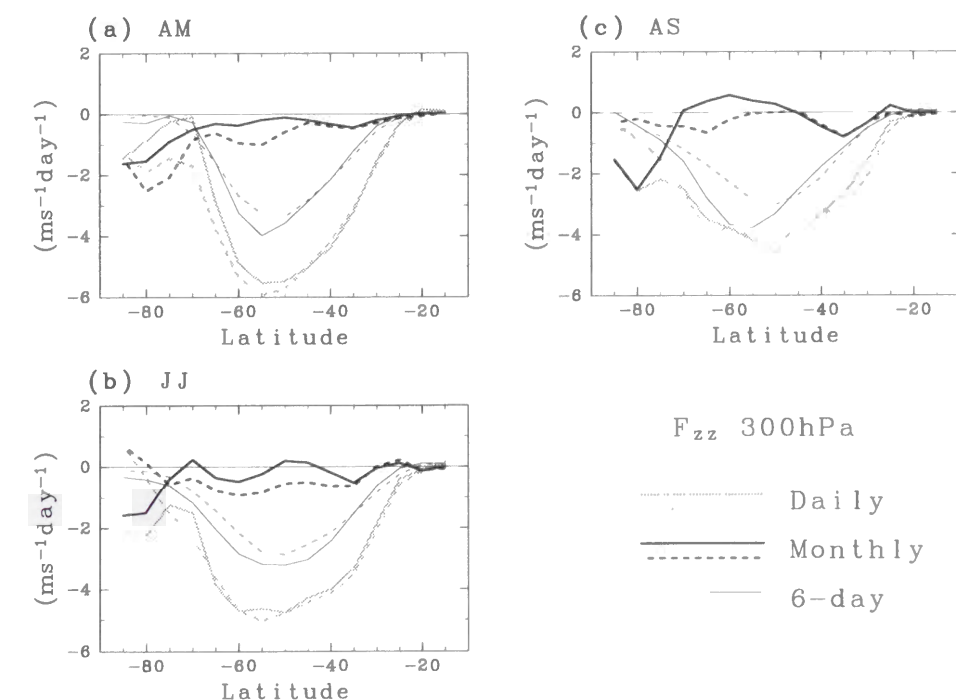 (a) AM
2
0
-2
-4
-6
(ms⁻¹day⁻¹)
-80 -60 -40 -20
Latitude
(c) AS
2
0
-2
-4
-6
(ms⁻¹day⁻¹)
-80 -60 -40 -20
Latitude
(b) JJ
2
0
-2
-4
-6
(ms⁻¹day⁻¹)
-80 -60 -40 -20
Latitude
Fzz 300hPa
Daily
Monthly
6-day